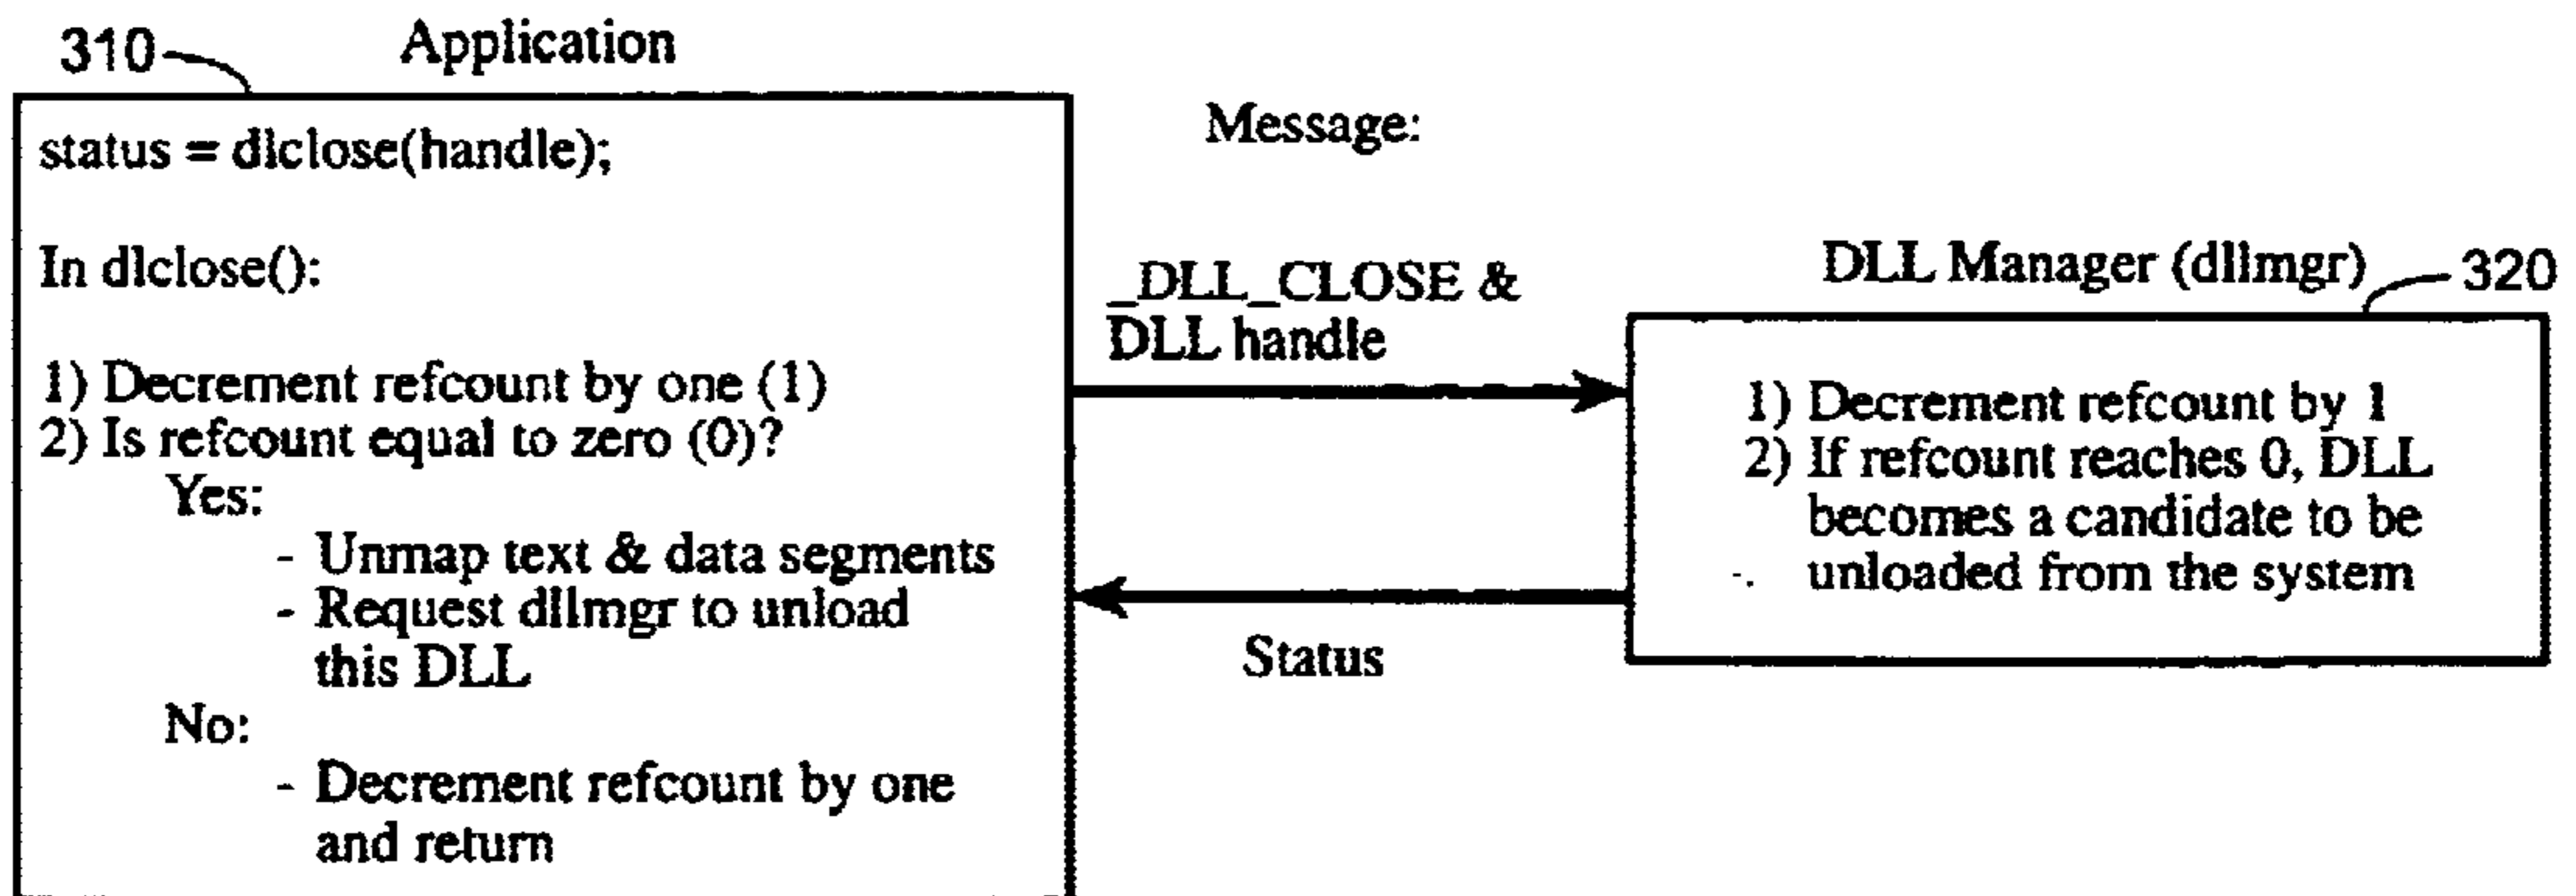 310
Application
status = dlclose(handle);
In dlclose():
1) Decrement refcount by one (1)
2) Is refcount equal to zero (0)?
Yes:
- Unmap text & data segments
- Request dllmgr to unload
this DLL
No:
- Decrement refcount by one
and return
Message:
_DLL_CLOSE &
DLL handle
Status
DLL Manager (dllmgr)
320
1) Decrement refcount by 1
2) If refcount reaches 0, DLL
becomes a candidate to be
unloaded from the system